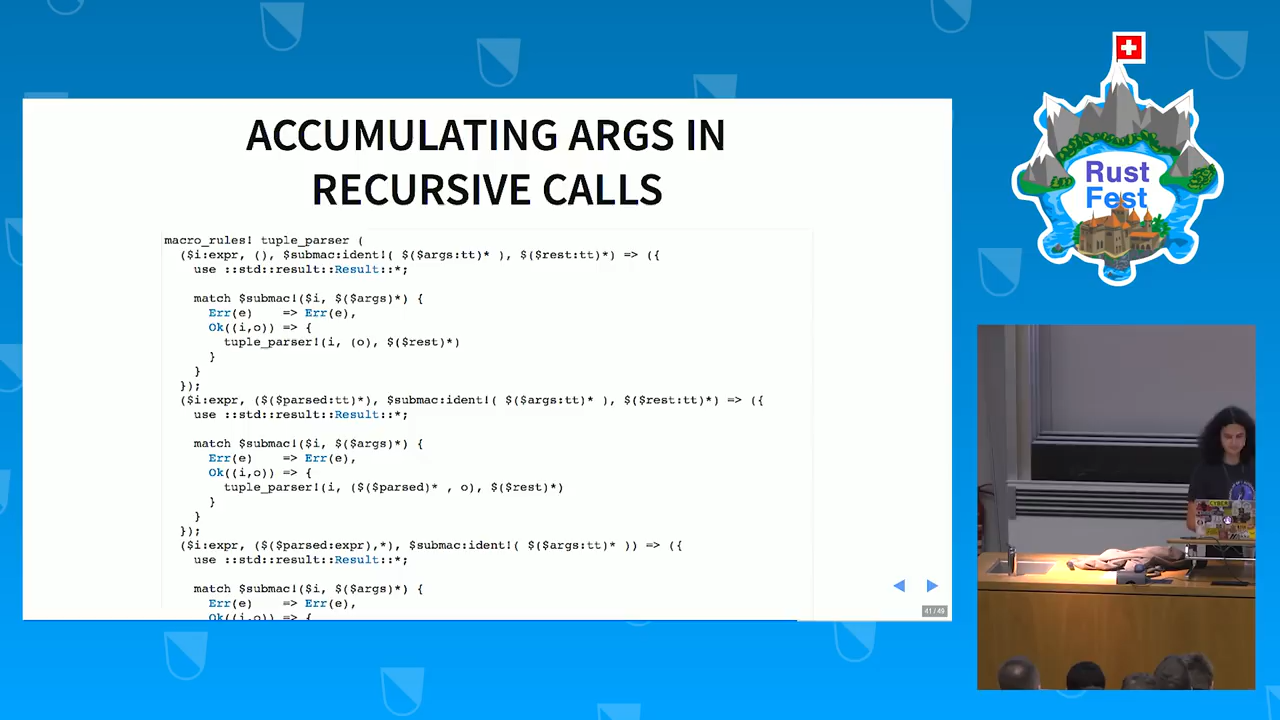 ACCUMULATING ARGS IN
RECURSIVE CALLS
macro_rules! tuple_parser (
($i:expr, (), $submac:ident!( $($args:tt)* ), $($rest:tt)*) => ({
use ::std::result::Result::*;
match $submac!($i, $($args)*) {
Err(e) => Err(e),
Ok((i,o)) => {
tuple_parser!(i, (o), $($rest)*)
}
}
});
($i:expr, ($($parsed:tt)*), $submac:ident!( $($args:tt)* ), $($rest:tt)*) => ({
use ::std::result::Result::*;
match $submac!($i, $($args)*) {
Err(e) => Err(e),
Ok((i,o)) => {
tuple_parser!(i, ($($parsed)* , o), $($rest)*)
}
}
});
($i:expr, ($($parsed:expr),*), $submac:ident!( $($args:tt)* )) => ({
use ::std::result::Result::*;
match $submac!($i, $($args)*) {
Err(e) => Err(e),
Ok((i,o)) => {
41 / 49
Rust
Fest